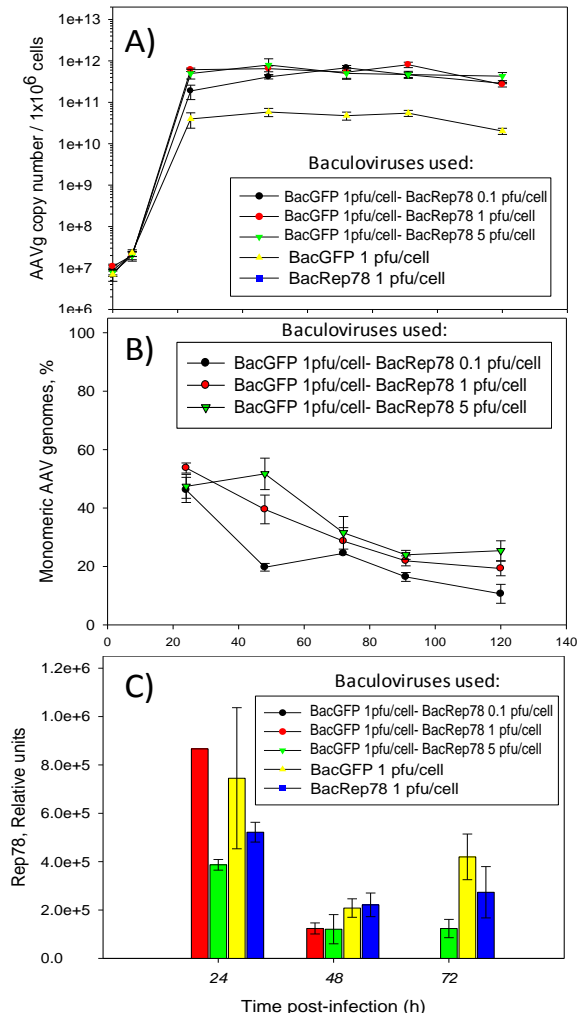 A)
1e+13
1e+12
1e+11
1e+10
1e+9
1e+8
1e+7
1e+6
AAVg copy number / 1x10⁶ cells
Baculoviruses used:
BacGFP 1pfu/cell- BacRep78 0.1 pfu/cell
BacGFP 1pfu/cell- BacRep78 1 pfu/cell
BacGFP 1pfu/cell- BacRep78 5 pfu/cell
BacGFP 1 pfu/cell
BacRep78 1 pfu/cell
B)
100
80
60
40
20
0
Monomeric AAV genomes, %
Baculoviruses used:
BacGFP 1pfu/cell- BacRep78 0.1 pfu/cell
BacGFP 1pfu/cell- BacRep78 1 pfu/cell
BacGFP 1pfu/cell- BacRep78 5 pfu/cell
0 20 40 60 80 100 120 140
C)
1.2e+6
1.0e+6
8.0e+5
6.0e+5
4.0e+5
2.0e+5
0.0
Rep78, Relative units
Baculoviruses used:
BacGFP 1pfu/cell- BacRep78 0.1 pfu/cell
BacGFP 1pfu/cell- BacRep78 1 pfu/cell
BacGFP 1pfu/cell- BacRep78 5 pfu/cell
BacGFP 1 pfu/cell
BacRep78 1 pfu/cell
24 48 72
Time post-infection (h)